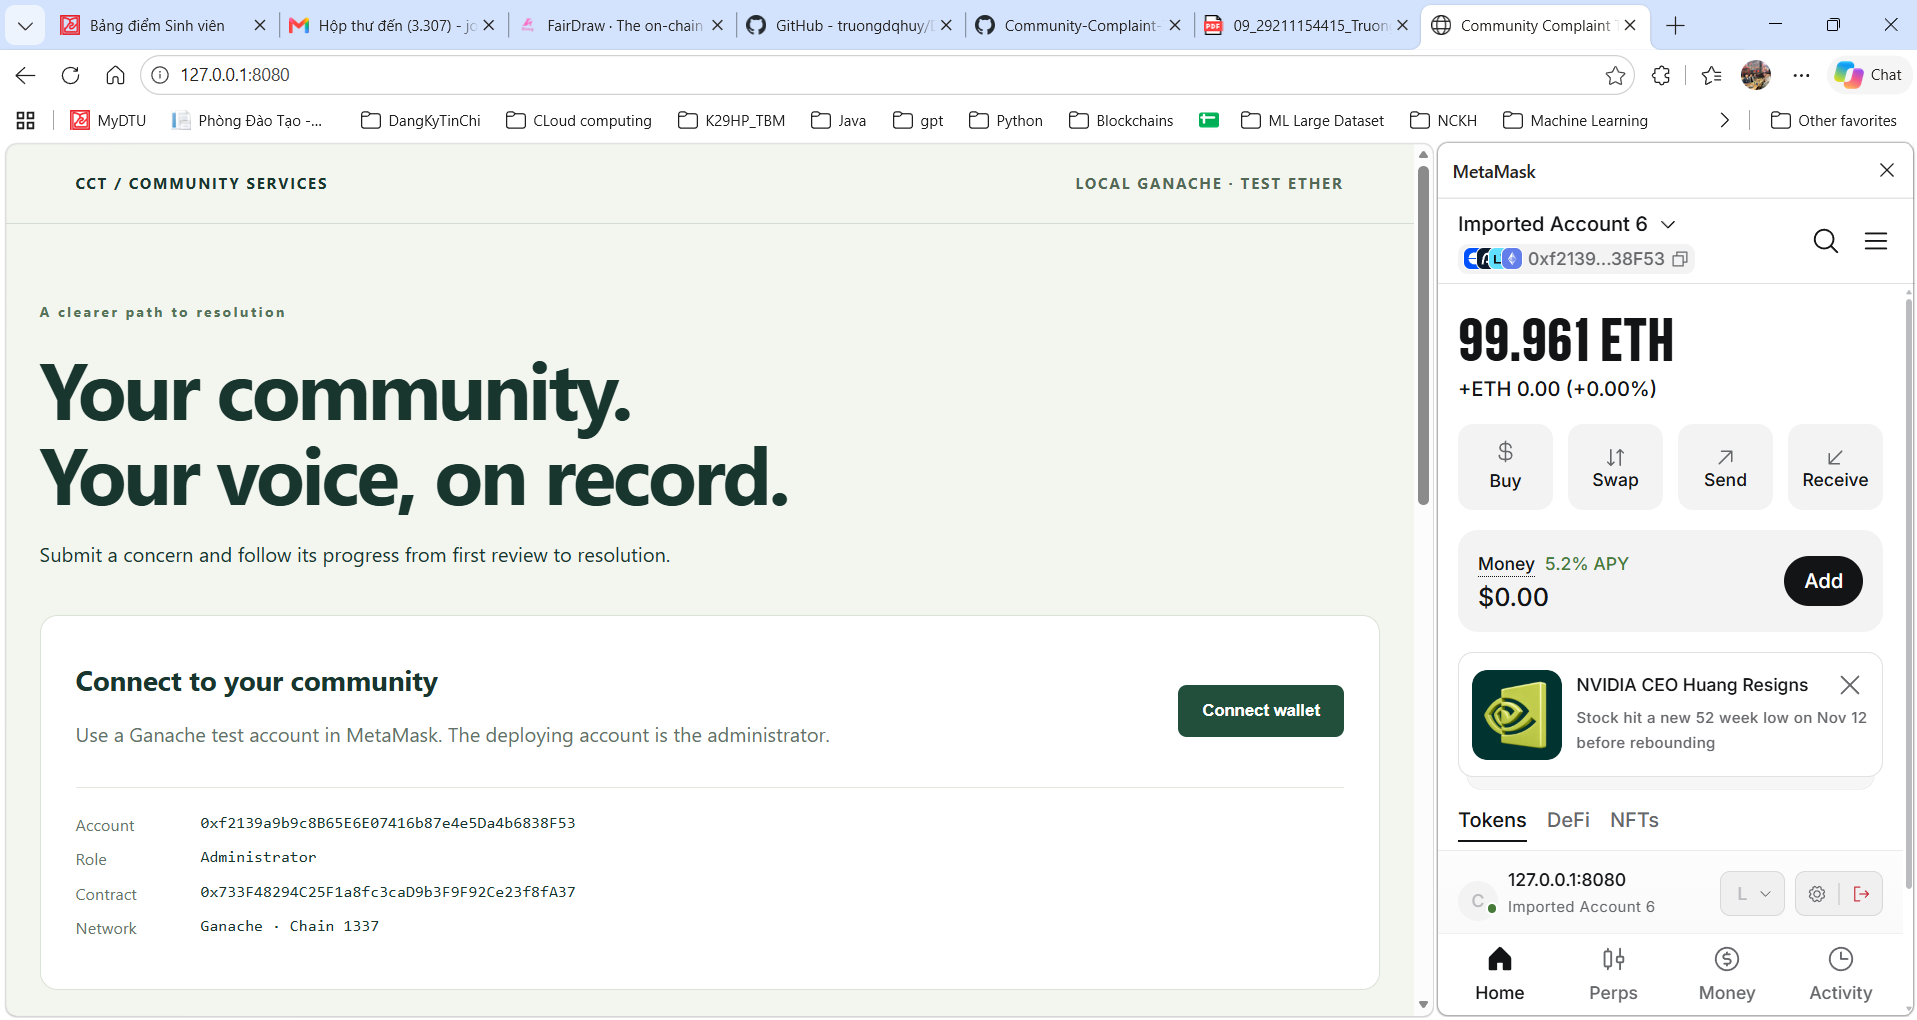 Bảng điểm Sinh viên
Hộp thư đến (3.307) - jo
FairDraw · The on-chain
GitHub - truongdqhuy/D
Community-Complaint-
09_29211154415_Truon
Community Complaint T
127.0.0.1:8080
Chat
MyDTU
Phòng Đào Tạo -...
DangKyTinChi
CLoud computing
K29HP_TBM
Java
gpt
Python
Blockchains
ML Large Dataset
NCKH
Machine Learning
Other favorites
CCT / COMMUNITY SERVICES
LOCAL GANACHE · TEST ETHER
A clearer path to resolution
Your community.
Your voice, on record.
Submit a concern and follow its progress from first review to resolution.
Connect to your community
Use a Ganache test account in MetaMask. The deploying account is the administrator.
Connect wallet
Account 0xf2139a9b9c8B65E6E07416b87e4e5Da4b6838F53
Role Administrator
Contract 0x733F48294C25F1a8fc3caD9b3F9F92Ce23f8fA37
Network Ganache · Chain 1337
MetaMask
Imported Account 6
0xf2139...38F53
99.961 ETH
+ETH 0.00 (+0.00%)
Buy
Swap
Send
Receive
Money 5.2% APY
$0.00
Add
NVIDIA CEO Huang Resigns
Stock hit a new 52 week low on Nov 12
before rebounding
Tokens
DeFi
NFTs
C
127.0.0.1:8080
Imported Account 6
L
Home
Perps
Money
Activity